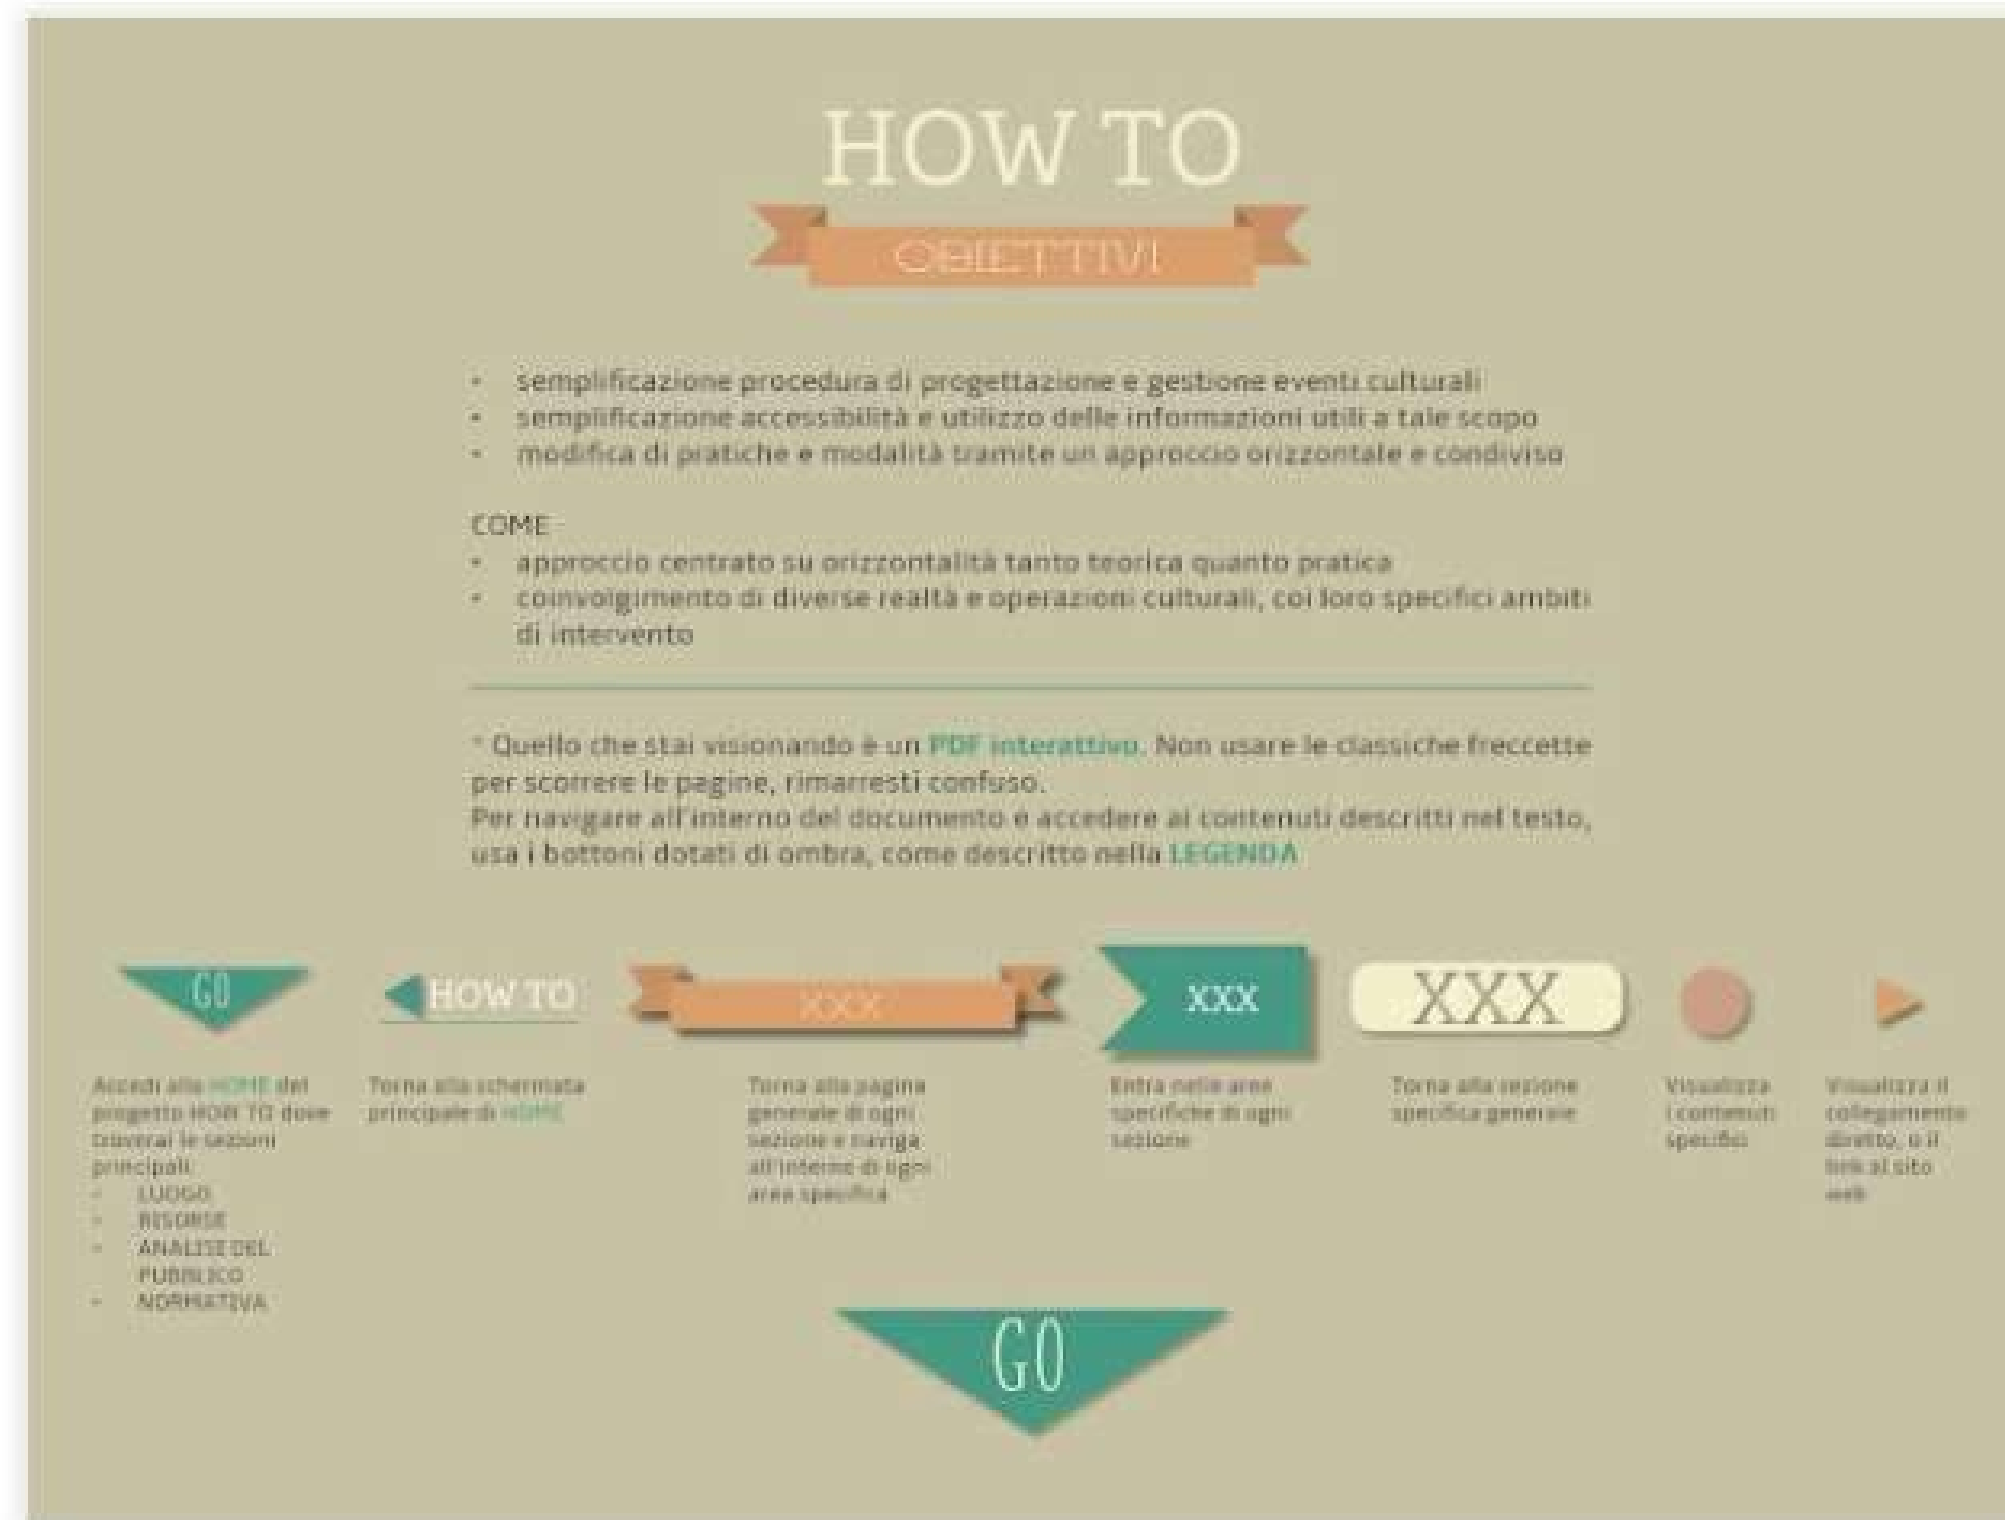 HOW TO
OBIETTIVI
- semplificazione procedura di progettazione e gestione eventi culturali
- semplificazione accessibilità e utilizzo delle informazioni utili a tale scopo
- modifica di pratiche e modalità tramite un approccio orizzontale e condiviso
COME
- approccio centrato su orizzontalità tanto teorica quanto pratica
- coinvolgimento di diverse realtà e operazioni culturali, coi loro specifici ambiti
di intervento
* Quello che stai visionando è un PDF interattivo. Non usare le classiche freccette
per scorrere le pagine, rimarresti confuso.
Per navigare all'interno del documento e accedere ai contenuti descritti nel testo,
usa i bottoni dotati di ombra, come descritto nella LEGENDA
GO
Accedi alla HOME del
progetto HOW TO dove
troverai le sezioni
principali
- LUOGO
- RISORSE
- ANALISI DEL
PUBBLICO
- NORMATIVA
HOW TO
Torna alla schermata
principale di HOME
XXX
Torna alla pagina
generale di ogni
sezione e naviga
all'interno di ogni
area specifica
XXX
Entra nelle aree
specifiche di ogni
sezione
XXX
Torna alla sezione
specifica generale
Visualizza
i contenuti
specifici
Visualizza il
collegamento
diretto, o il
link al sito
web
GO